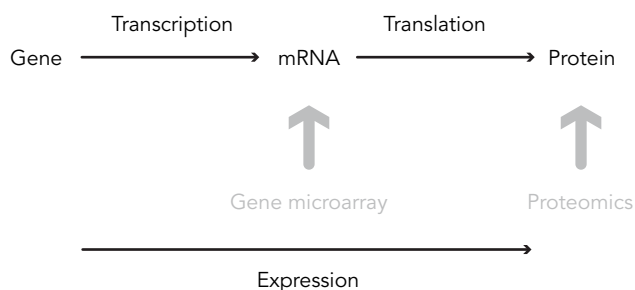 Transcription Translation
Gene mRNA Protein
Gene microarray Proteomics
Expression